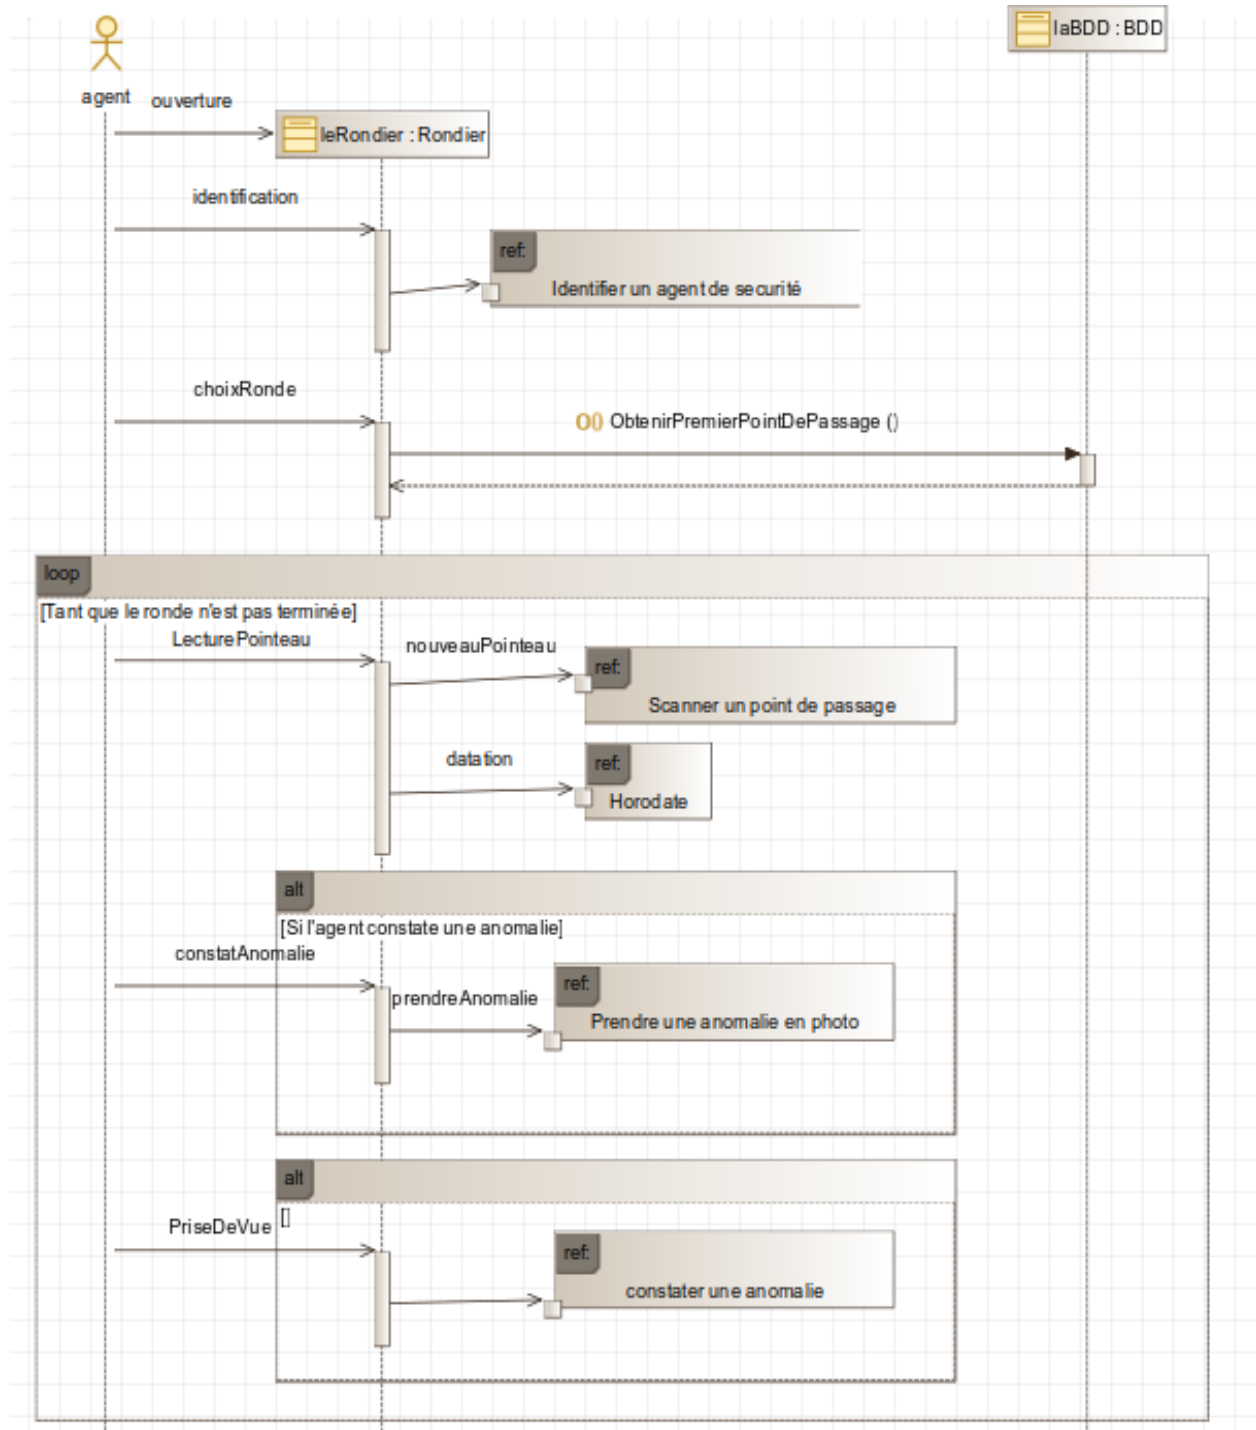 laBDD : BDD
agent
ouverture
leRondier : Rondier
identification
ref:
Identifier un agent de securité
choixRonde
O() ObtenirPremierPointDePassage ()
loop
[Tant que le ronde n'est pas terminée]
LecturePointeau
nouveauPointeau
ref:
Scanner un point de passage
datation
ref:
Horodate
alt
[Si l'agent constate une anomalie]
constatAnomalie
prendreAnomalie
ref:
Prendre une anomalie en photo
alt
[]
PriseDeVue
ref:
constater une anomalie